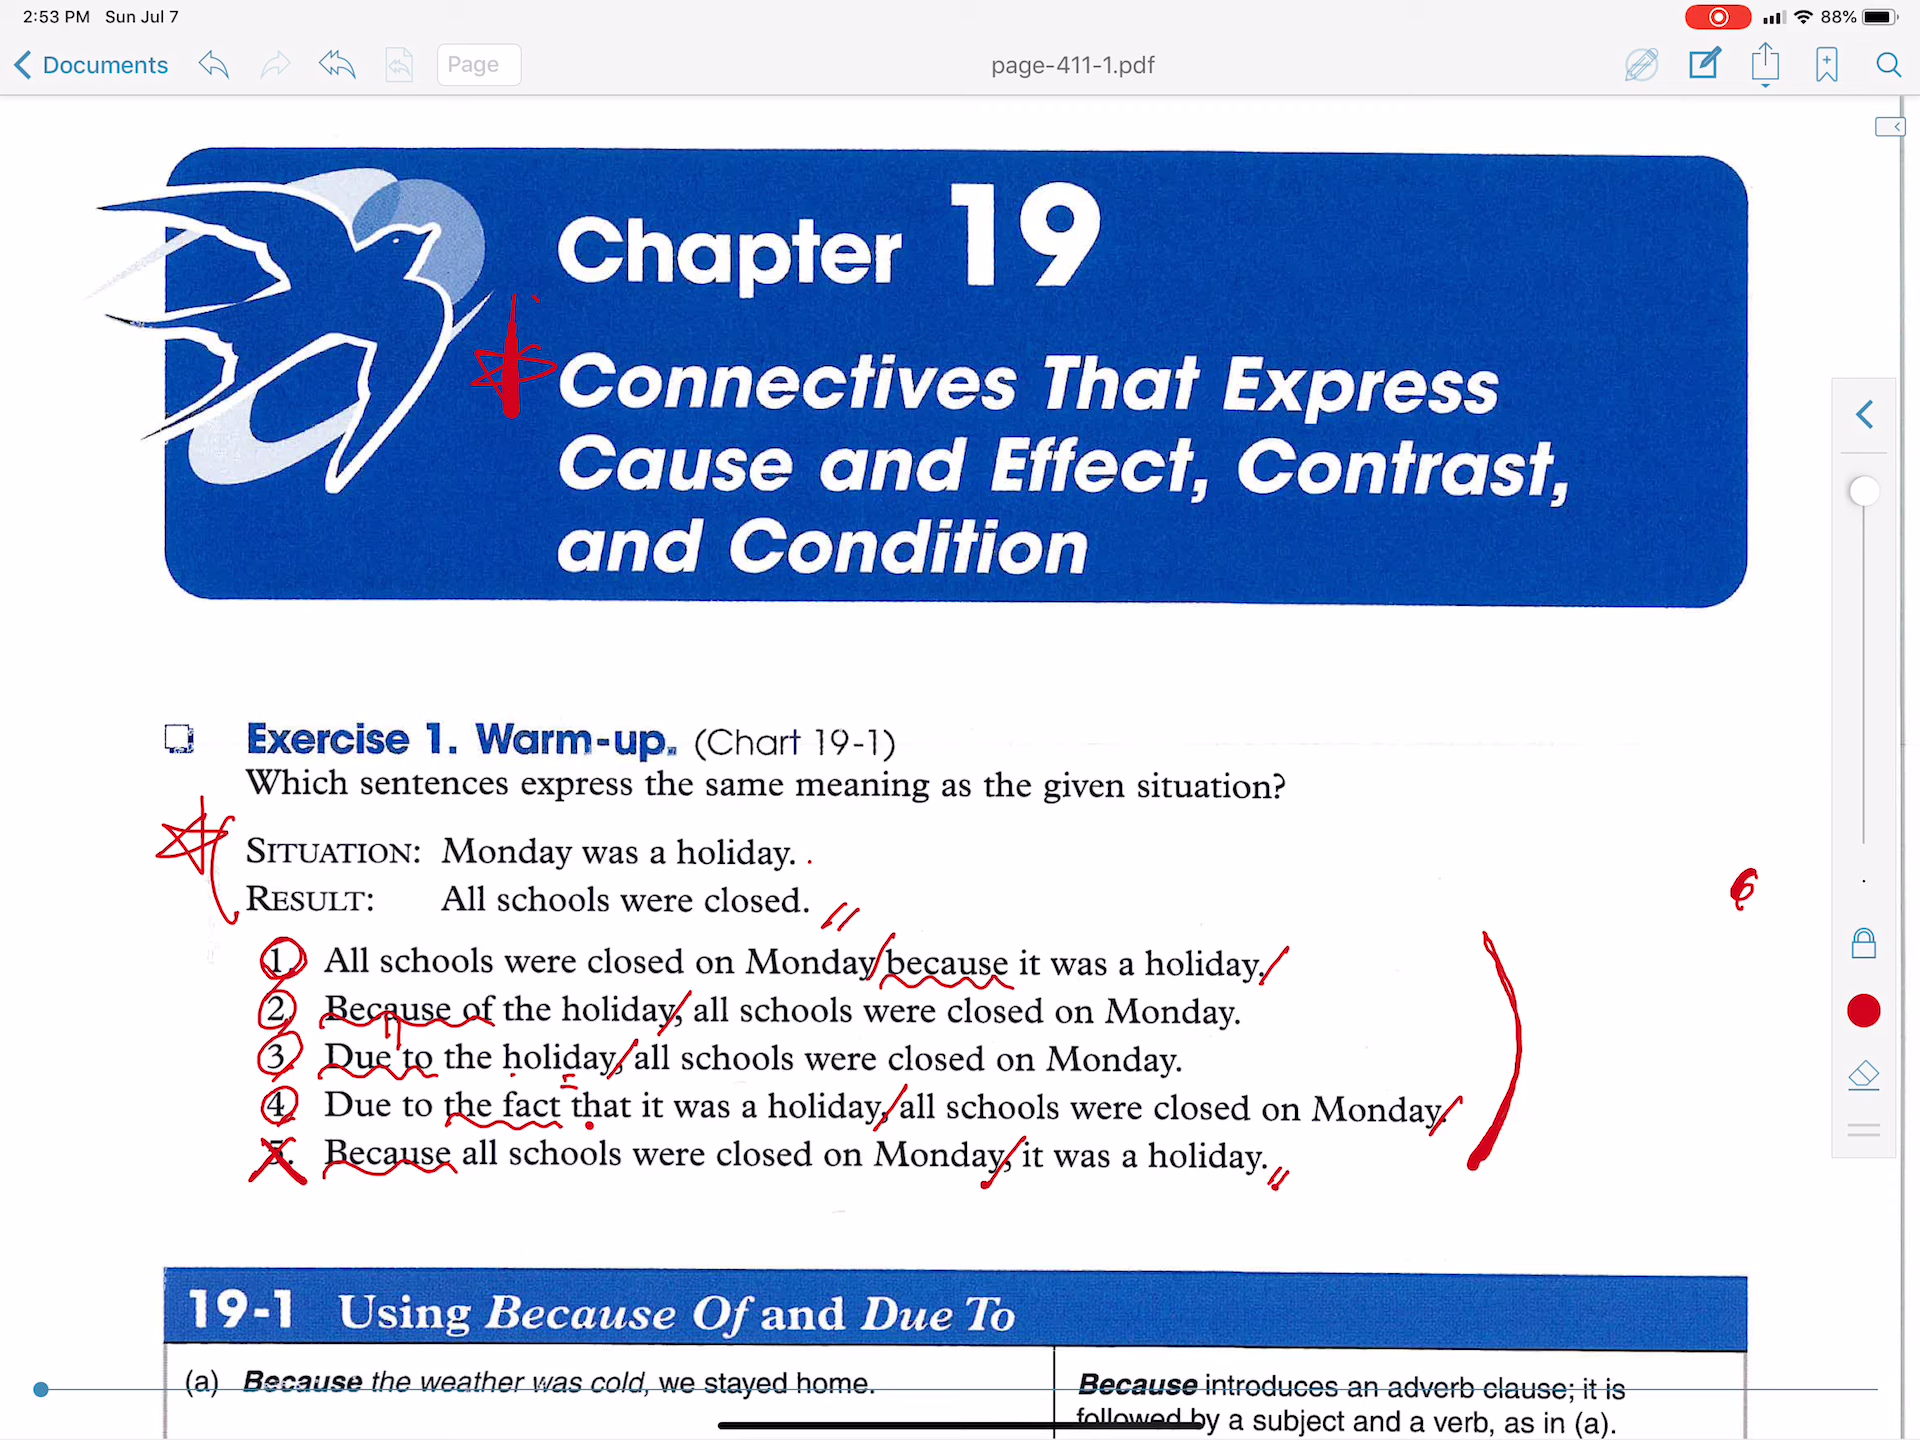 2:53 PM Sun Jul 7
88%
Documents
Page
page-411-1.pdf
Chapter 19
Connectives That Express
Cause and Effect, Contrast,
and Condition
Exercise 1. Warm-up. (Chart 19-1)
Which sentences express the same meaning as the given situation?
SITUATION: Monday was a holiday.
RESULT: All schools were closed.
1. All schools were closed on Monday because it was a holiday.
2. Because of the holiday, all schools were closed on Monday.
3. Due to the holiday, all schools were closed on Monday.
4. Due to the fact that it was a holiday, all schools were closed on Monday.
5. Because all schools were closed on Monday, it was a holiday.
19-1 Using Because Of and Due To
(a) Because the weather was cold, we stayed home.
Because introduces an adverb clause; it is
followed by a subject and a verb, as in (a).